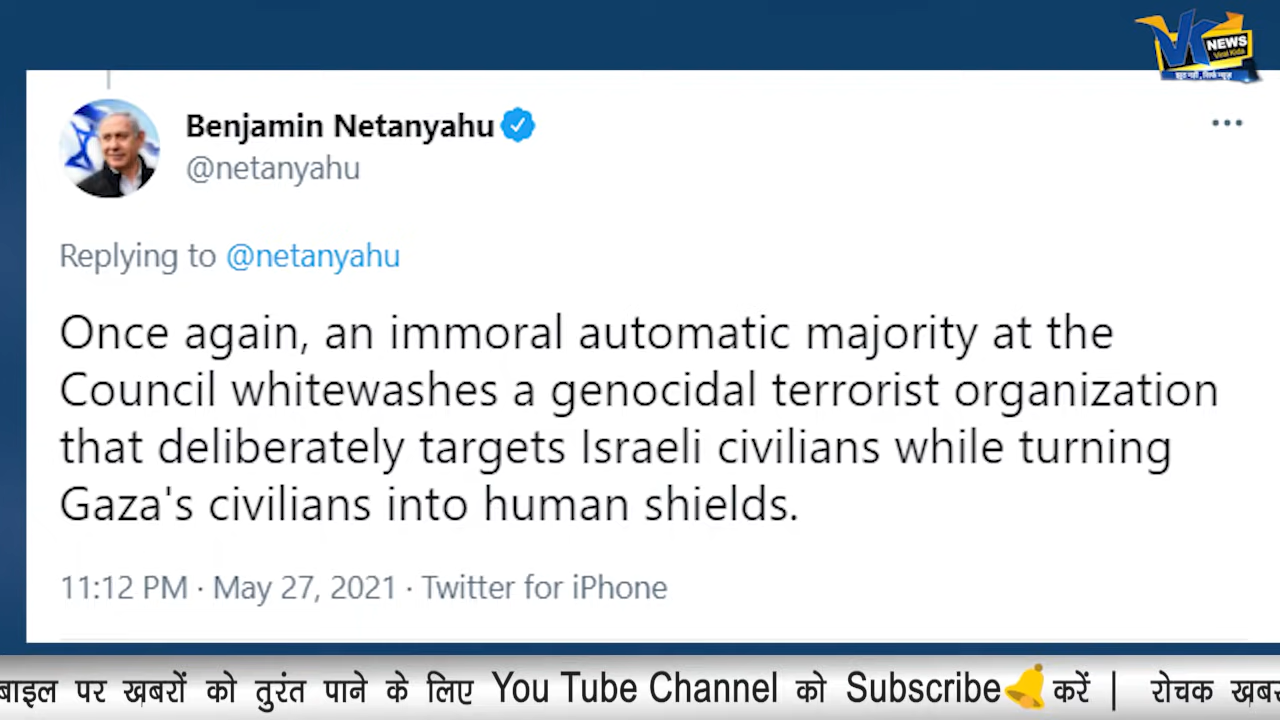 VK NEWS
Viral Kida
झूठ नहीं, सिर्फ न्यूज़
Benjamin Netanyahu
@netanyahu
Replying to @netanyahu
Once again, an immoral automatic majority at the
Council whitewashes a genocidal terrorist organization
that deliberately targets Israeli civilians while turning
Gaza's civilians into human shields.
11:12 PM · May 27, 2021 · Twitter for iPhone
बाइल पर ख़बरों को तुरंत पाने के लिए You Tube Channel को Subscribe करें | रोचक ख़बर